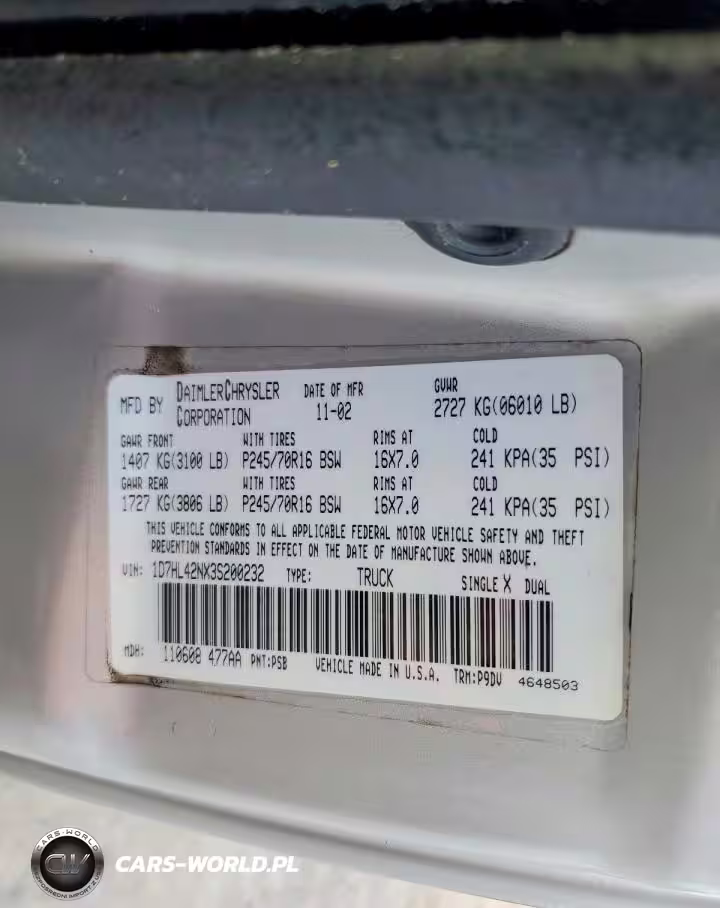 MFD BY DAIMLERCHRYSLER CORPORATION
DATE OF MFR 11-02
GVWR 2727 KG(06010 LB)
GAWR FRONT WITH TIRES RIMS AT COLD
1407 KG(3100 LB) P245/70R16 BSW 16X7.0 241 KPA(35 PSI)
GAWR REAR WITH TIRES RIMS AT COLD
1727 KG(3806 LB) P245/70R16 BSW 16X7.0 241 KPA(35 PSI)
THIS VEHICLE CONFORMS TO ALL APPLICABLE FEDERAL MOTOR VEHICLE SAFETY AND THEFT
PREVENTION STANDARDS IN EFFECT ON THE DATE OF MANUFACTURE SHOWN ABOVE.
VIN: 1D7HL42NX3S200232 TYPE: TRUCK SINGLE X DUAL
MDH: 110608 477AA PNT:PSB VEHICLE MADE IN U.S.A. TRM:P9DV 4648503
CARS-WORLD
CW
CARS-WORLD.PL